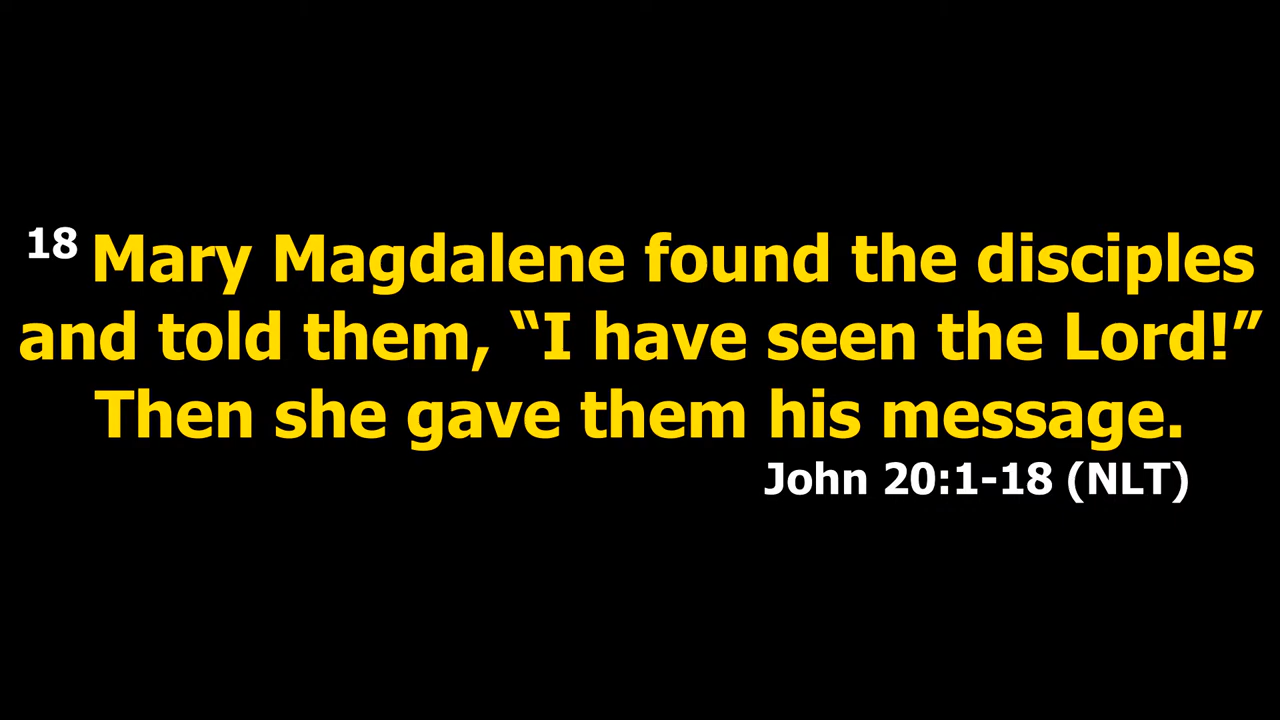 18 Mary Magdalene found the disciples
and told them, “I have seen the Lord!”
Then she gave them his message.
John 20:1-18 (NLT)